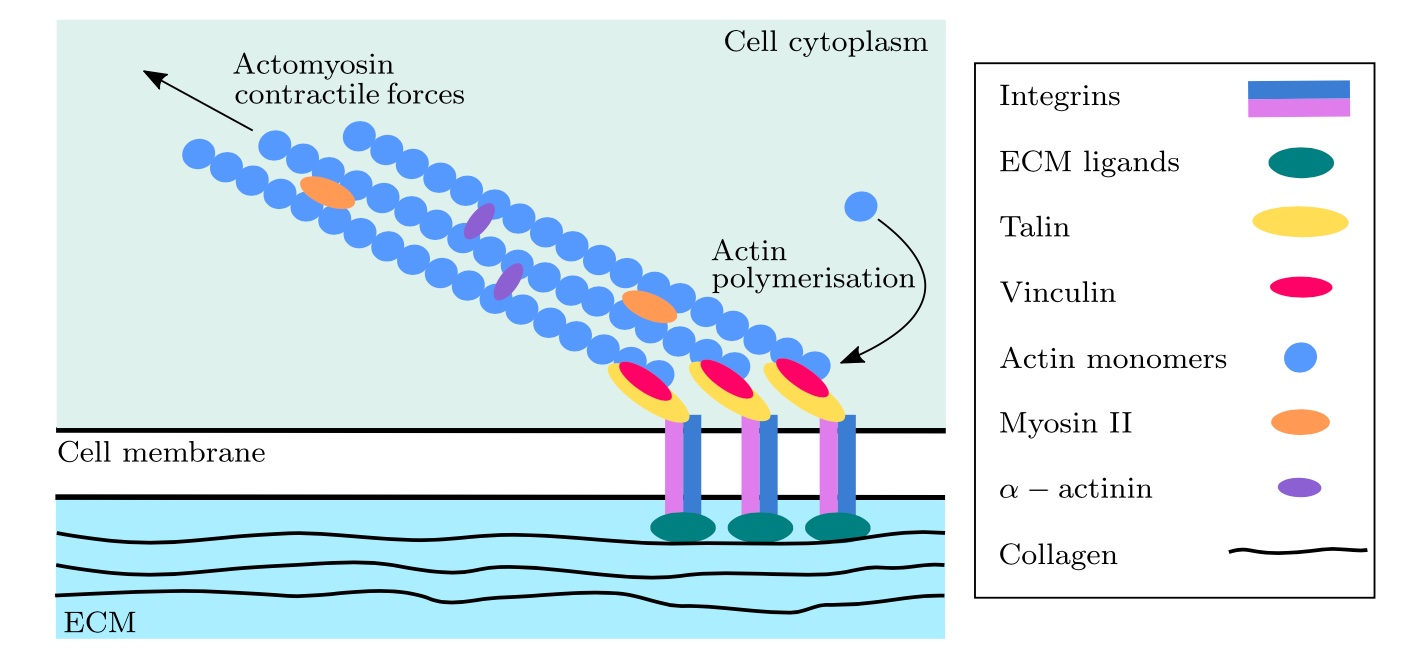 Cell cytoplasm
Actomyosin
contractile forces
Actin
polymerisation
Cell membrane
ECM
Integrins
ECM ligands
Talin
Vinculin
Actin monomers
Myosin II
α − actinin
Collagen